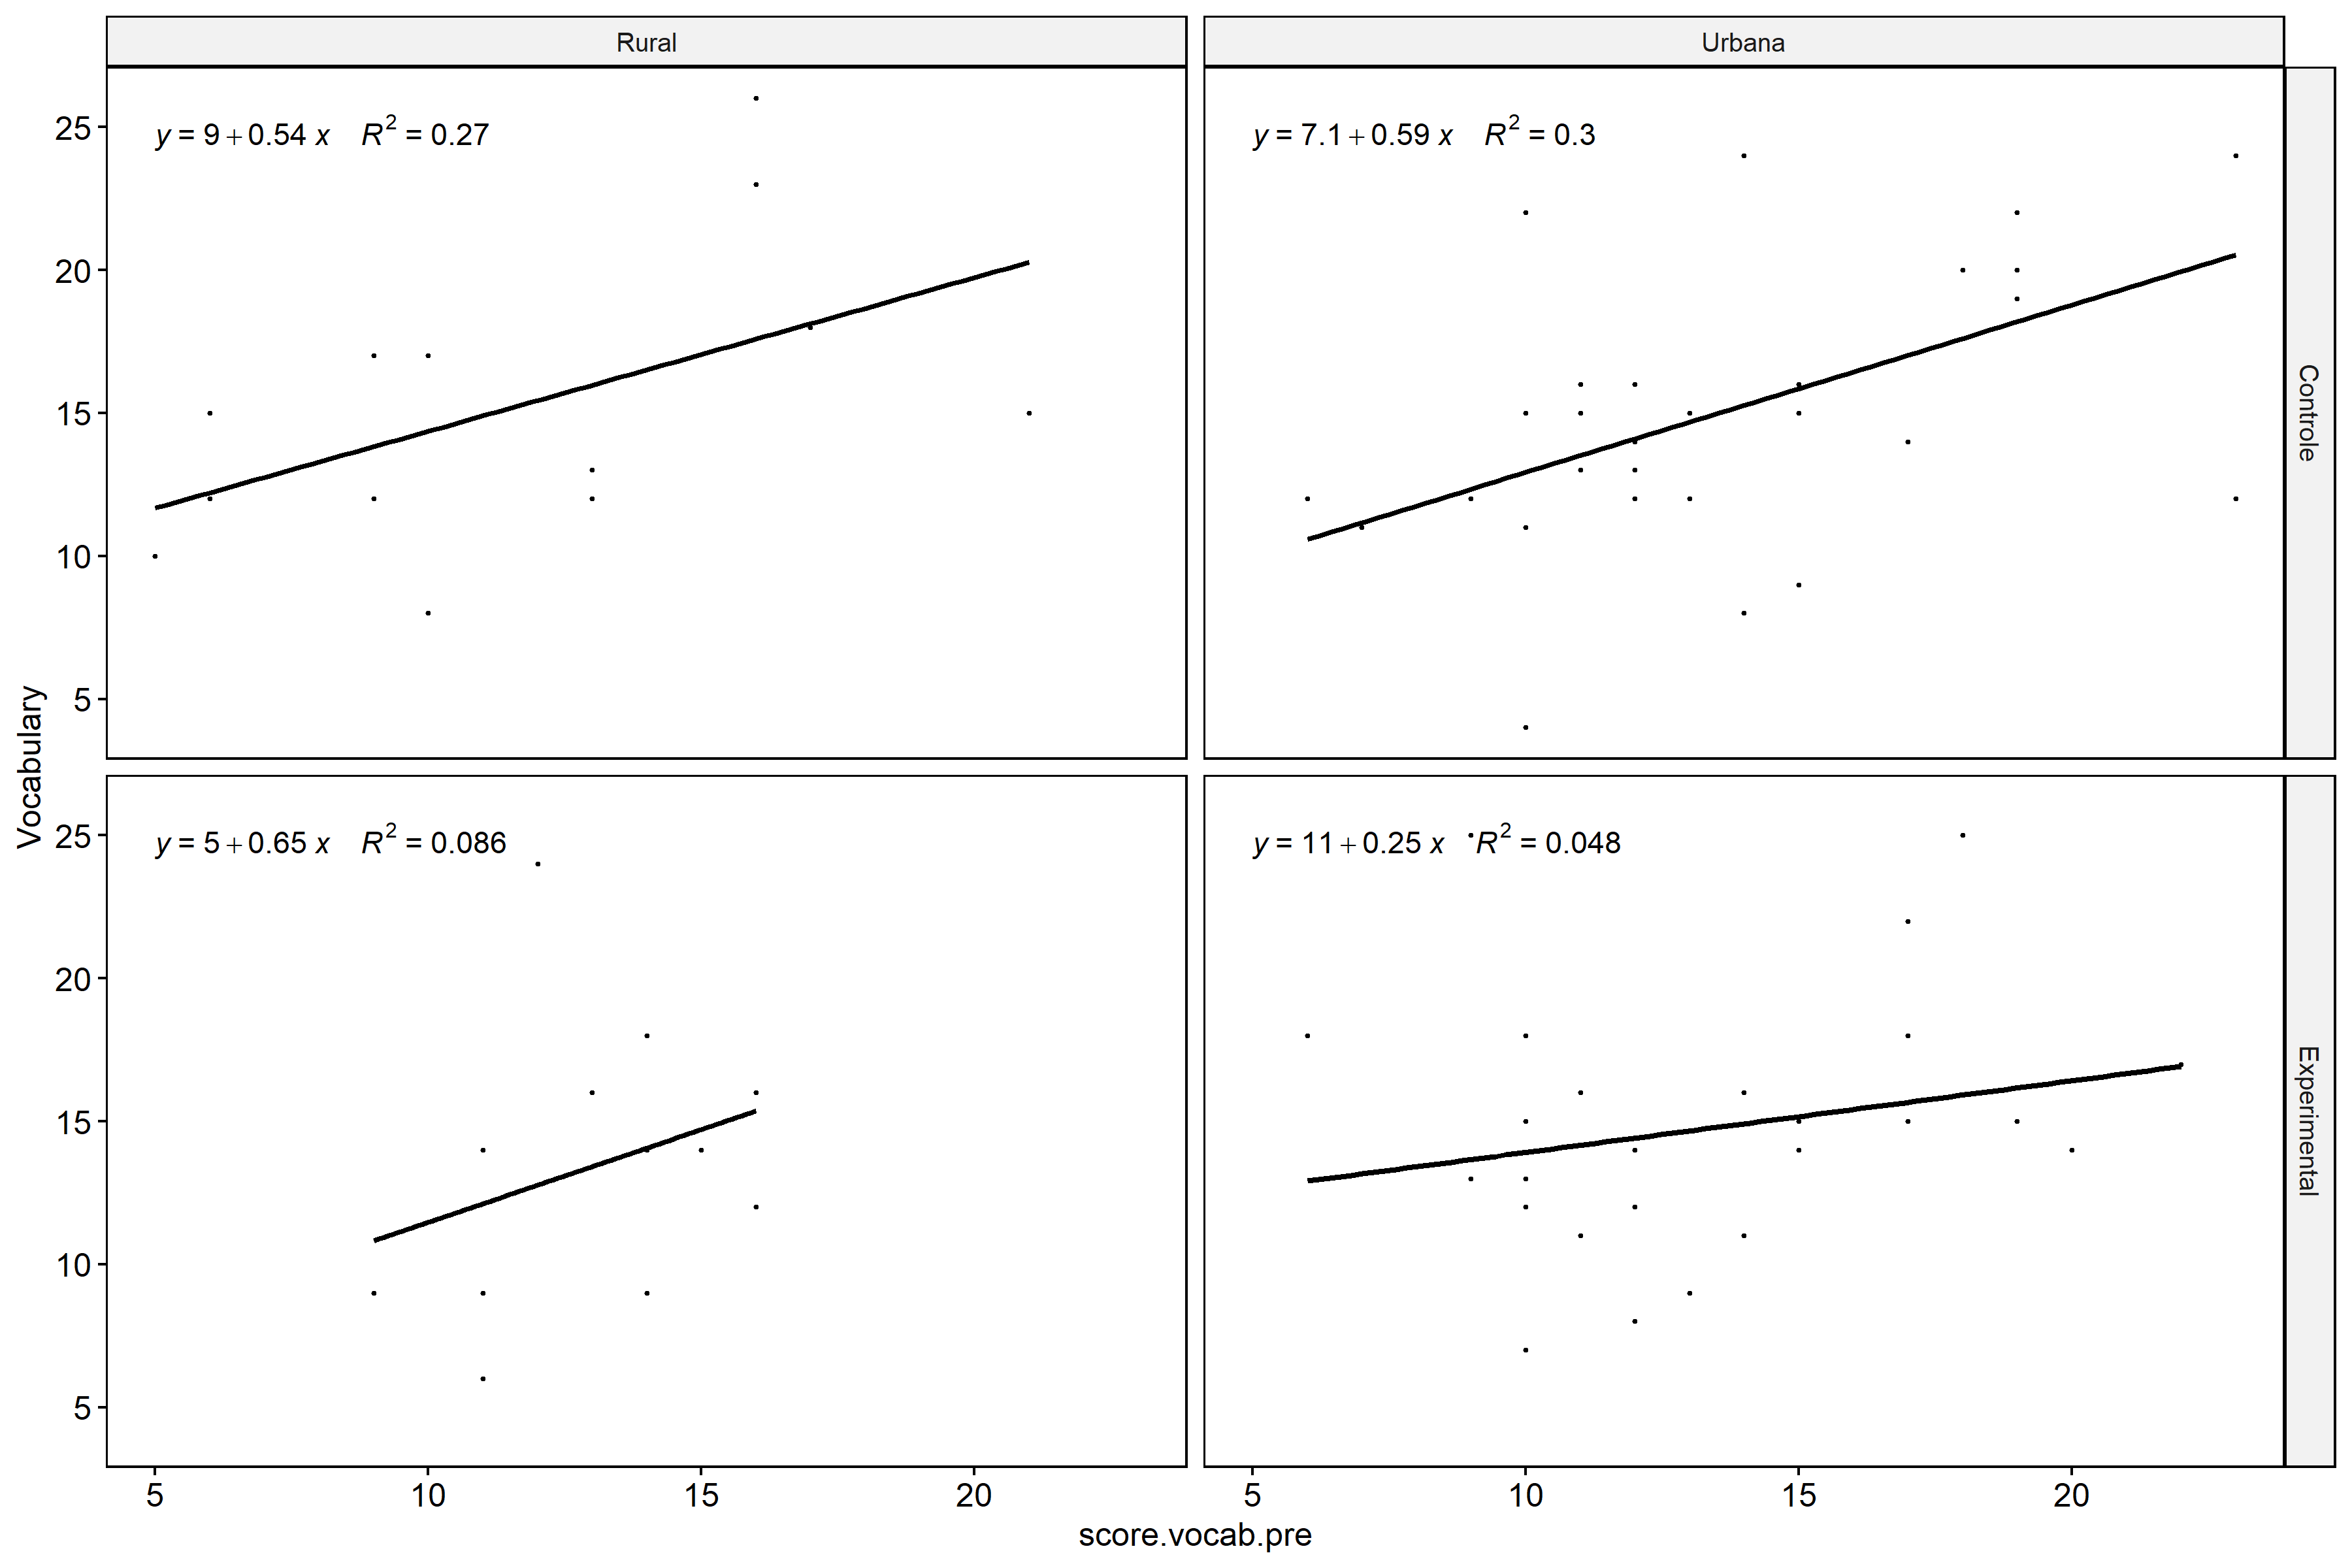 Rural
Urbana
y = 9 + 0.54 x R² = 0.27
y = 7.1 + 0.59 x R² = 0.3
25
20
15
10
5
Controle
Vocabulary
y = 5 + 0.65 x R² = 0.086
y = 11 + 0.25 x R² = 0.048
25
20
15
10
5
Experimental
5 10 15 20
5 10 15 20
score.vocab.pre